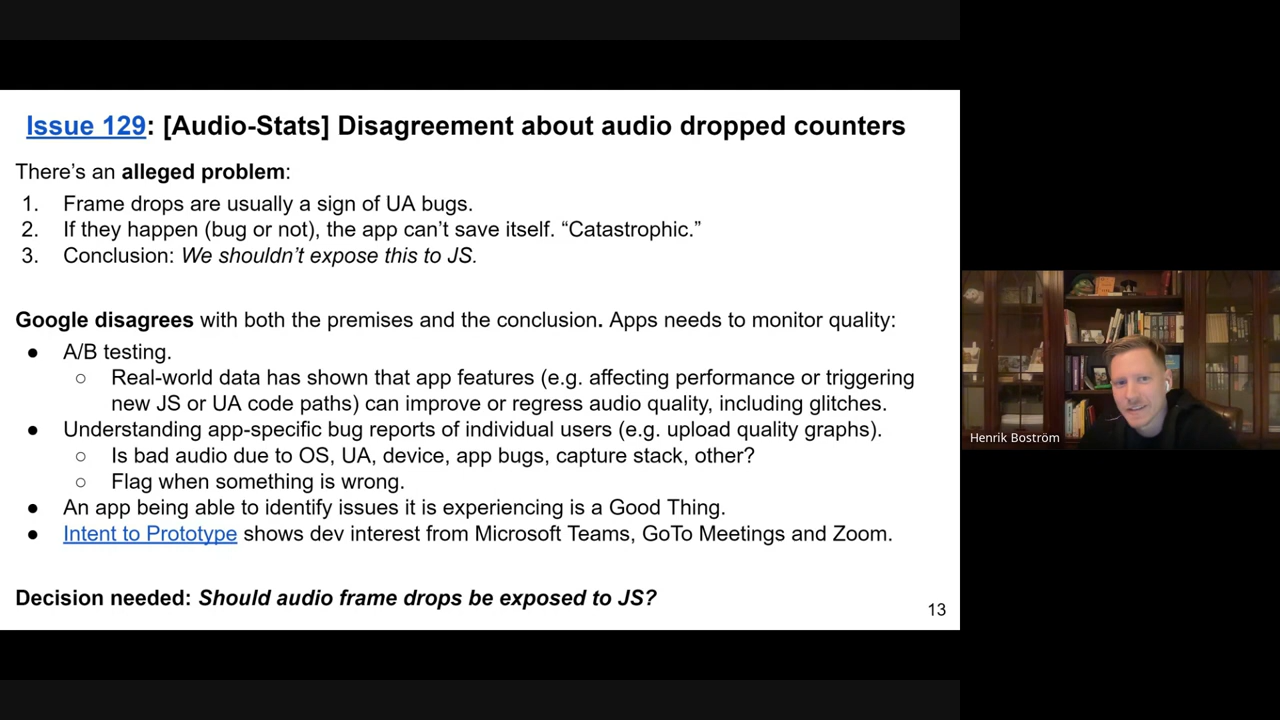 Issue 129: [Audio-Stats] Disagreement about audio dropped counters
There’s an alleged problem:
1. Frame drops are usually a sign of UA bugs.
2. If they happen (bug or not), the app can’t save itself. “Catastrophic.”
3. Conclusion: We shouldn’t expose this to JS.
Google disagrees with both the premises and the conclusion. Apps needs to monitor quality:
● A/B testing.
○ Real-world data has shown that app features (e.g. affecting performance or triggering
new JS or UA code paths) can improve or regress audio quality, including glitches.
● Understanding app-specific bug reports of individual users (e.g. upload quality graphs).
○ Is bad audio due to OS, UA, device, app bugs, capture stack, other?
○ Flag when something is wrong.
● An app being able to identify issues it is experiencing is a Good Thing.
● Intent to Prototype shows dev interest from Microsoft Teams, GoTo Meetings and Zoom.
Decision needed: Should audio frame drops be exposed to JS?
13
Henrik Boström